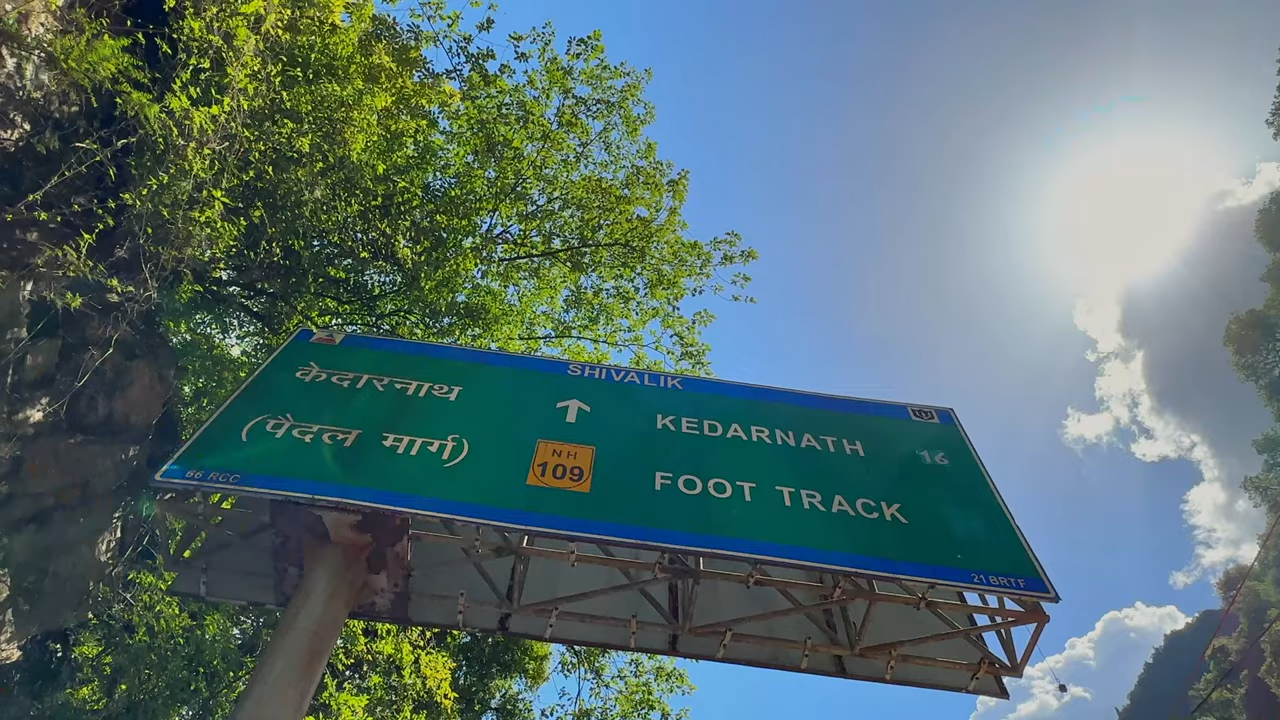 SHIVALIK
केदारनाथ
(पैदल मार्ग)
↑
NH
109
KEDARNATH 16
FOOT TRACK
66 RCC
21 BRTF